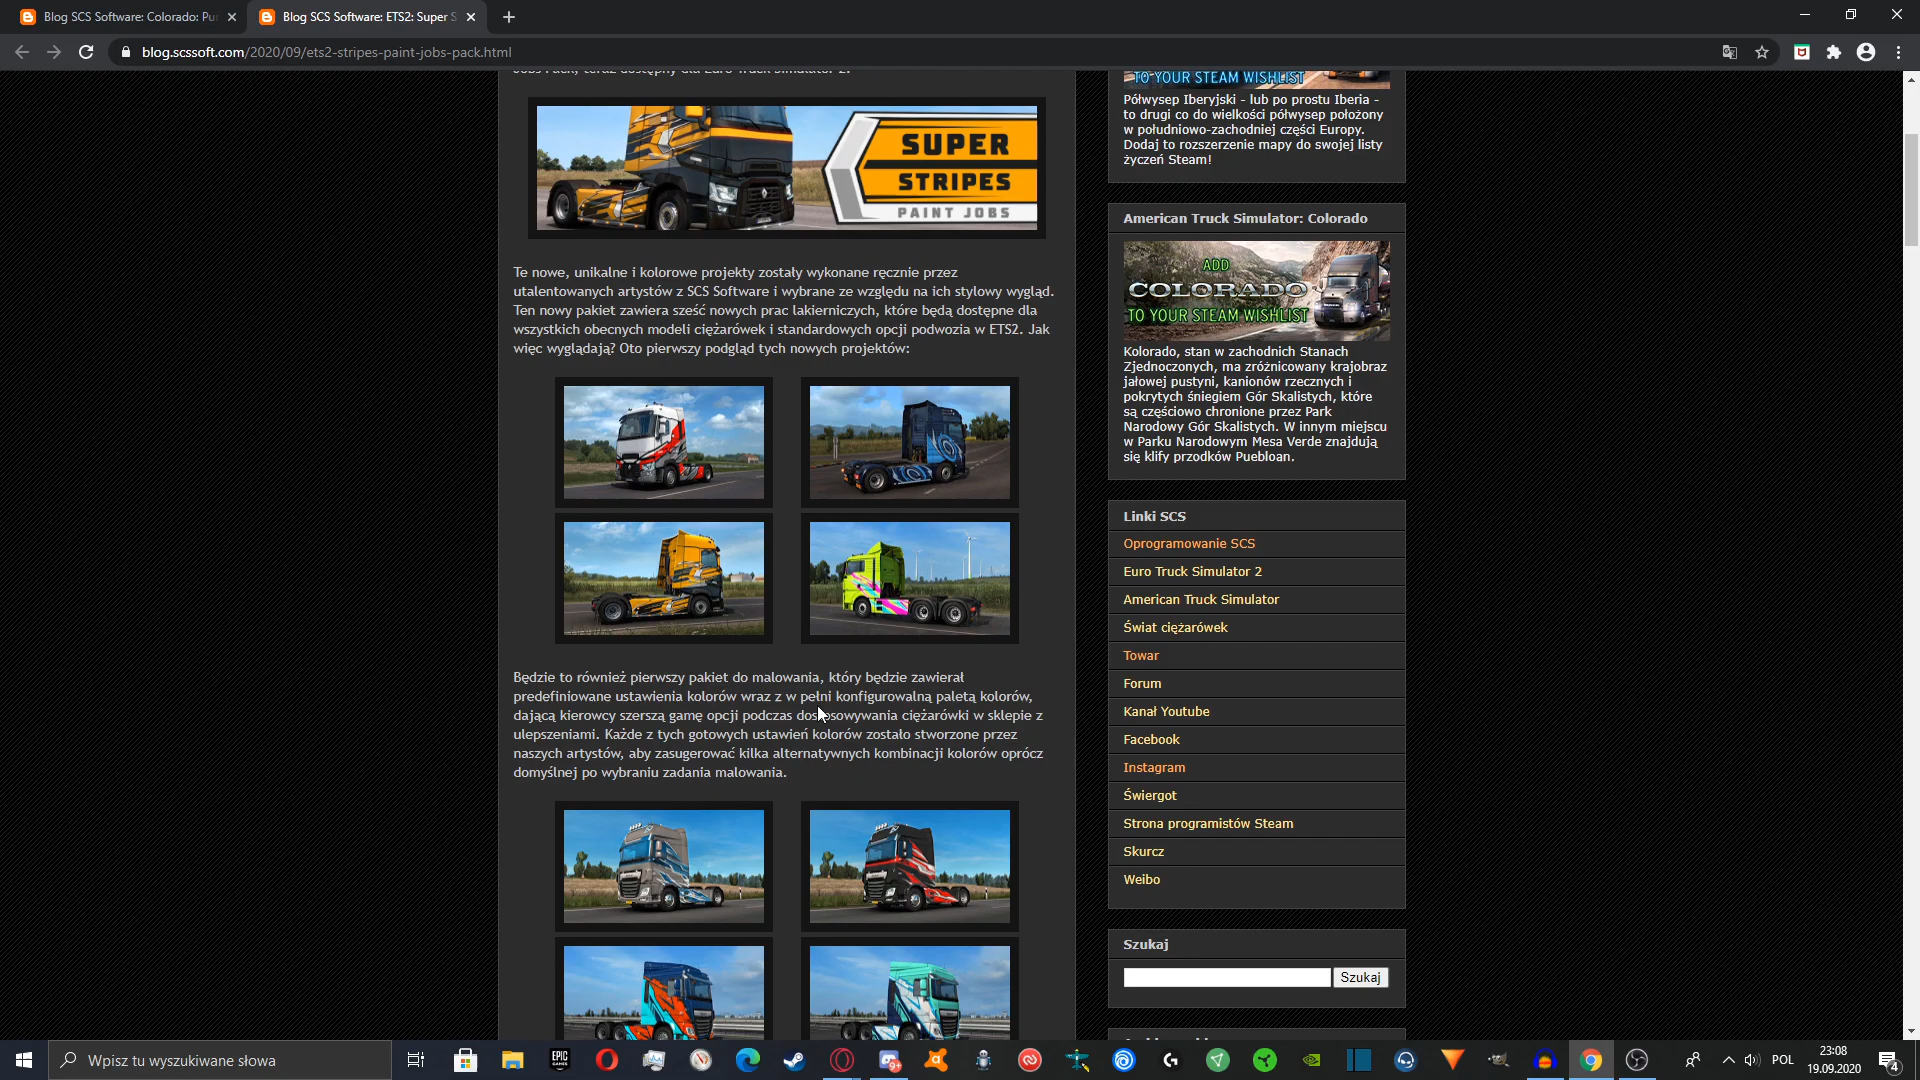 Blog SCS Software: Colorado: Pu
Blog SCS Software: ETS2: Super S
blog.scssoft.com/2020/09/ets2-stripes-paint-jobs-pack.html
Jobs Pack, teraz dostępny dla Euro Truck Simulator 2.
SUPER
STRIPES
PAINT JOBS
Te nowe, unikalne i kolorowe projekty zostały wykonane ręcznie przez
utalentowanych artystów z SCS Software i wybrane ze względu na ich stylowy wygląd.
Ten nowy pakiet zawiera sześć nowych prac lakierniczych, które będą dostępne dla
wszystkich obecnych modeli ciężarówek i standardowych opcji podwozia w ETS2. Jak
więc wyglądają? Oto pierwszy podgląd tych nowych projektów:
Będzie to również pierwszy pakiet do malowania, który będzie zawierał
predefiniowane ustawienia kolorów wraz z w pełni konfigurowalną paletą kolorów,
dającą kierowcy szerszą gamę opcji podczas dostosowywania ciężarówki w sklepie z
ulepszeniami. Każde z tych gotowych ustawień kolorów zostało stworzone przez
naszych artystów, aby zasugerować kilka alternatywnych kombinacji kolorów oprócz
domyślnej po wybraniu zadania malowania.
TO YOUR STEAM WISHLIST
Półwysep Iberyjski - lub po prostu Iberia -
to drugi co do wielkości półwysep położony
w południowo-zachodniej części Europy.
Dodaj to rozszerzenie mapy do swojej listy
życzeń Steam!
American Truck Simulator: Colorado
ADD
COLORADO
TO YOUR STEAM WISHLIST
Kolorado, stan w zachodnich Stanach
Zjednoczonych, ma zróżnicowany krajobraz
jałowej pustyni, kanionów rzecznych i
pokrytych śniegiem Gór Skalistych, które
są częściowo chronione przez Park
Narodowy Gór Skalistych. W innym miejscu
w Parku Narodowym Mesa Verde znajdują
się klify przodków Puebloan.
Linki SCS
Oprogramowanie SCS
Euro Truck Simulator 2
American Truck Simulator
Świat ciężarówek
Towar
Forum
Kanał Youtube
Facebook
Instagram
Świergot
Strona programistów Steam
Skurcz
Weibo
Szukaj
Szukaj
Wpisz tu wyszukiwane słowa
EPIC
GAMES
9+
POL
23:08
19.09.2020
4